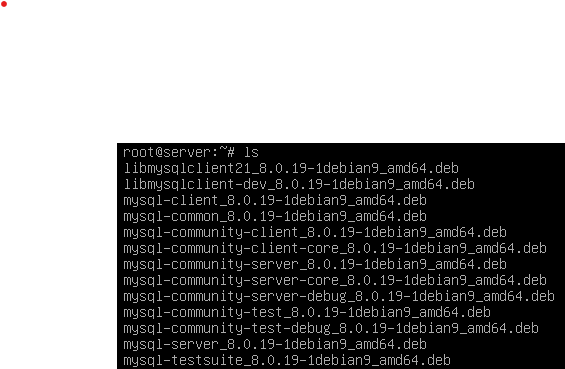 root@server:~# ls
libmysqlclient21_8.0.19-1debian9_amd64.deb
libmysqlclient-dev_8.0.19-1debian9_amd64.deb
mysql-client_8.0.19-1debian9_amd64.deb
mysql-common_8.0.19-1debian9_amd64.deb
mysql-community-client_8.0.19-1debian9_amd64.deb
mysql-community-client-core_8.0.19-1debian9_amd64.deb
mysql-community-server_8.0.19-1debian9_amd64.deb
mysql-community-server-core_8.0.19-1debian9_amd64.deb
mysql-community-server-debug_8.0.19-1debian9_amd64.deb
mysql-community-test_8.0.19-1debian9_amd64.deb
mysql-community-test-debug_8.0.19-1debian9_amd64.deb
mysql-server_8.0.19-1debian9_amd64.deb
mysql-testsuite_8.0.19-1debian9_amd64.deb